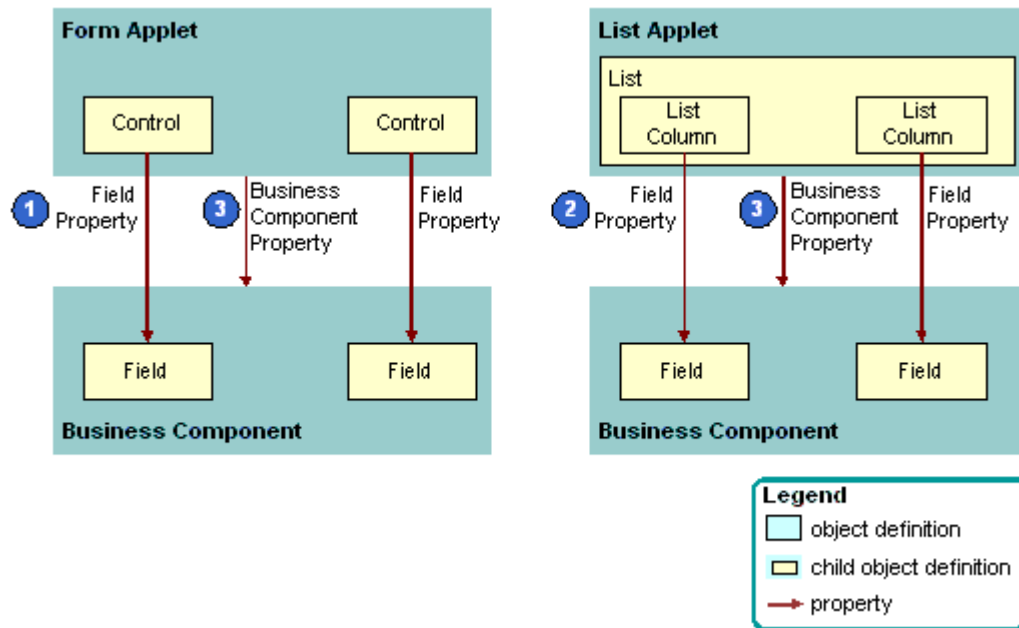 Form Applet
Control
Control
1
Field
Property
3
Business
Component
Property
Field
Property
Field
Field
Business Component
List Applet
List
List
Column
List
Column
2
Field
Property
3
Business
Component
Property
Field
Property
Field
Field
Business Component
Legend
object definition
child object definition
property